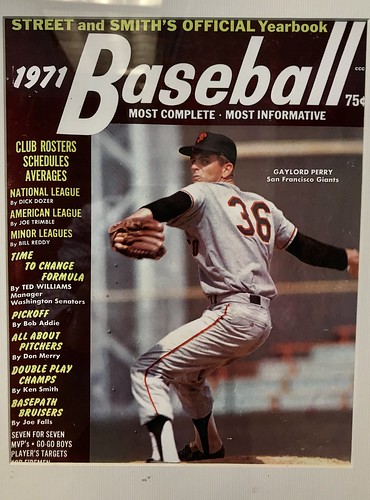 STREET and SMITH'S OFFICIAL Yearbook
1971 Baseball
CCC
75¢
MOST COMPLETE · MOST INFORMATIVE
CLUB ROSTERS
SCHEDULES
AVERAGES
NATIONAL LEAGUE
By DICK DOZER
AMERICAN LEAGUE
By JOE TRIMBLE
MINOR LEAGUES
By BILL REDDY
TIME
TO CHANGE
FORMULA
By TED WILLIAMS
Manager
Washington Senators
PICKOFF
By Bob Addie
ALL ABOUT
PITCHERS
By Don Merry
DOUBLE PLAY
CHAMPS
By Ken Smith
BASEPATH
BRUISERS
By Joe Falls
SEVEN FOR SEVEN
MVP's · GO-GO BOYS
PLAYER'S TARGETS
GAYLORD PERRY
San Francisco Giants
36